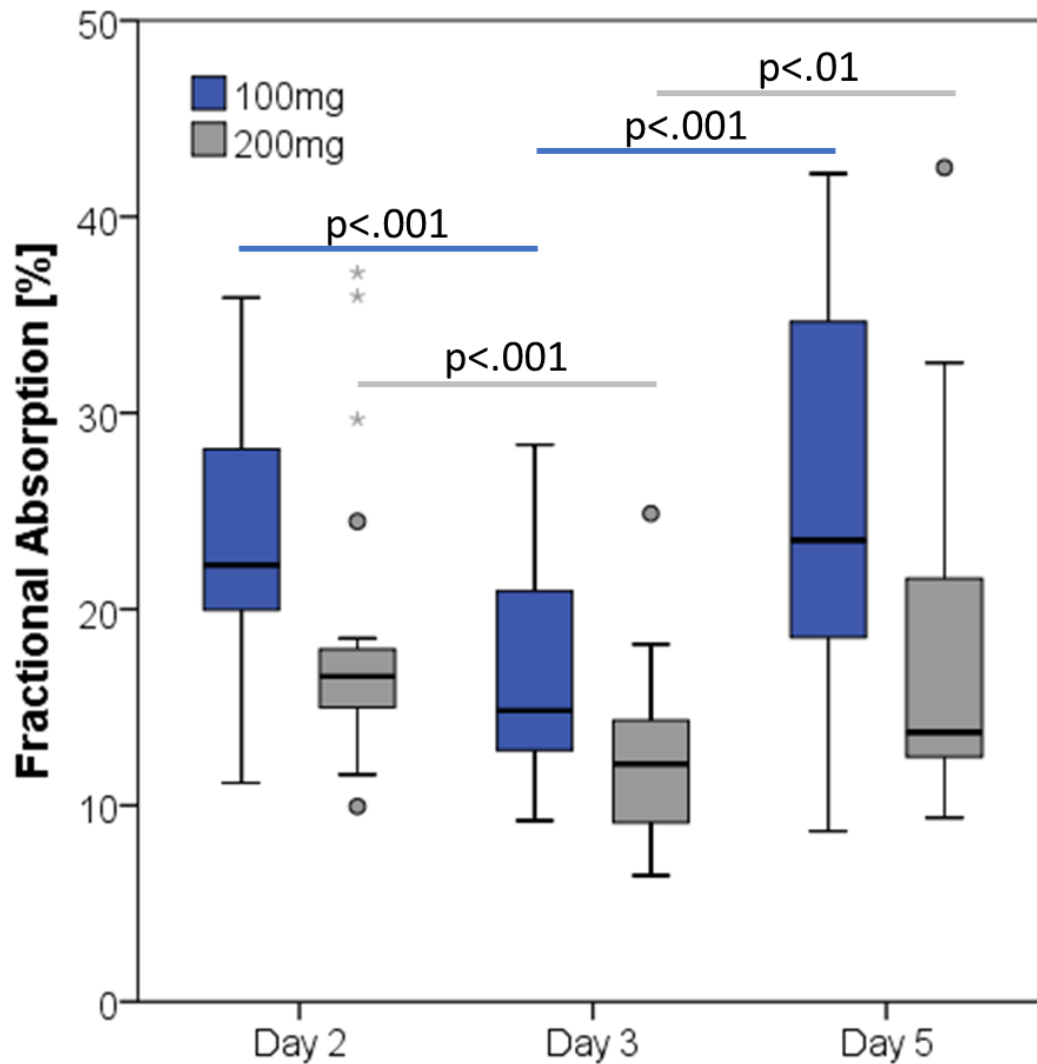 50
p<.01
100mg
p<.001
200mg
40
p<.001
p<.001
30
20
10
0
Fractional Absorption [%]
Day 2
Day 3
Day 5